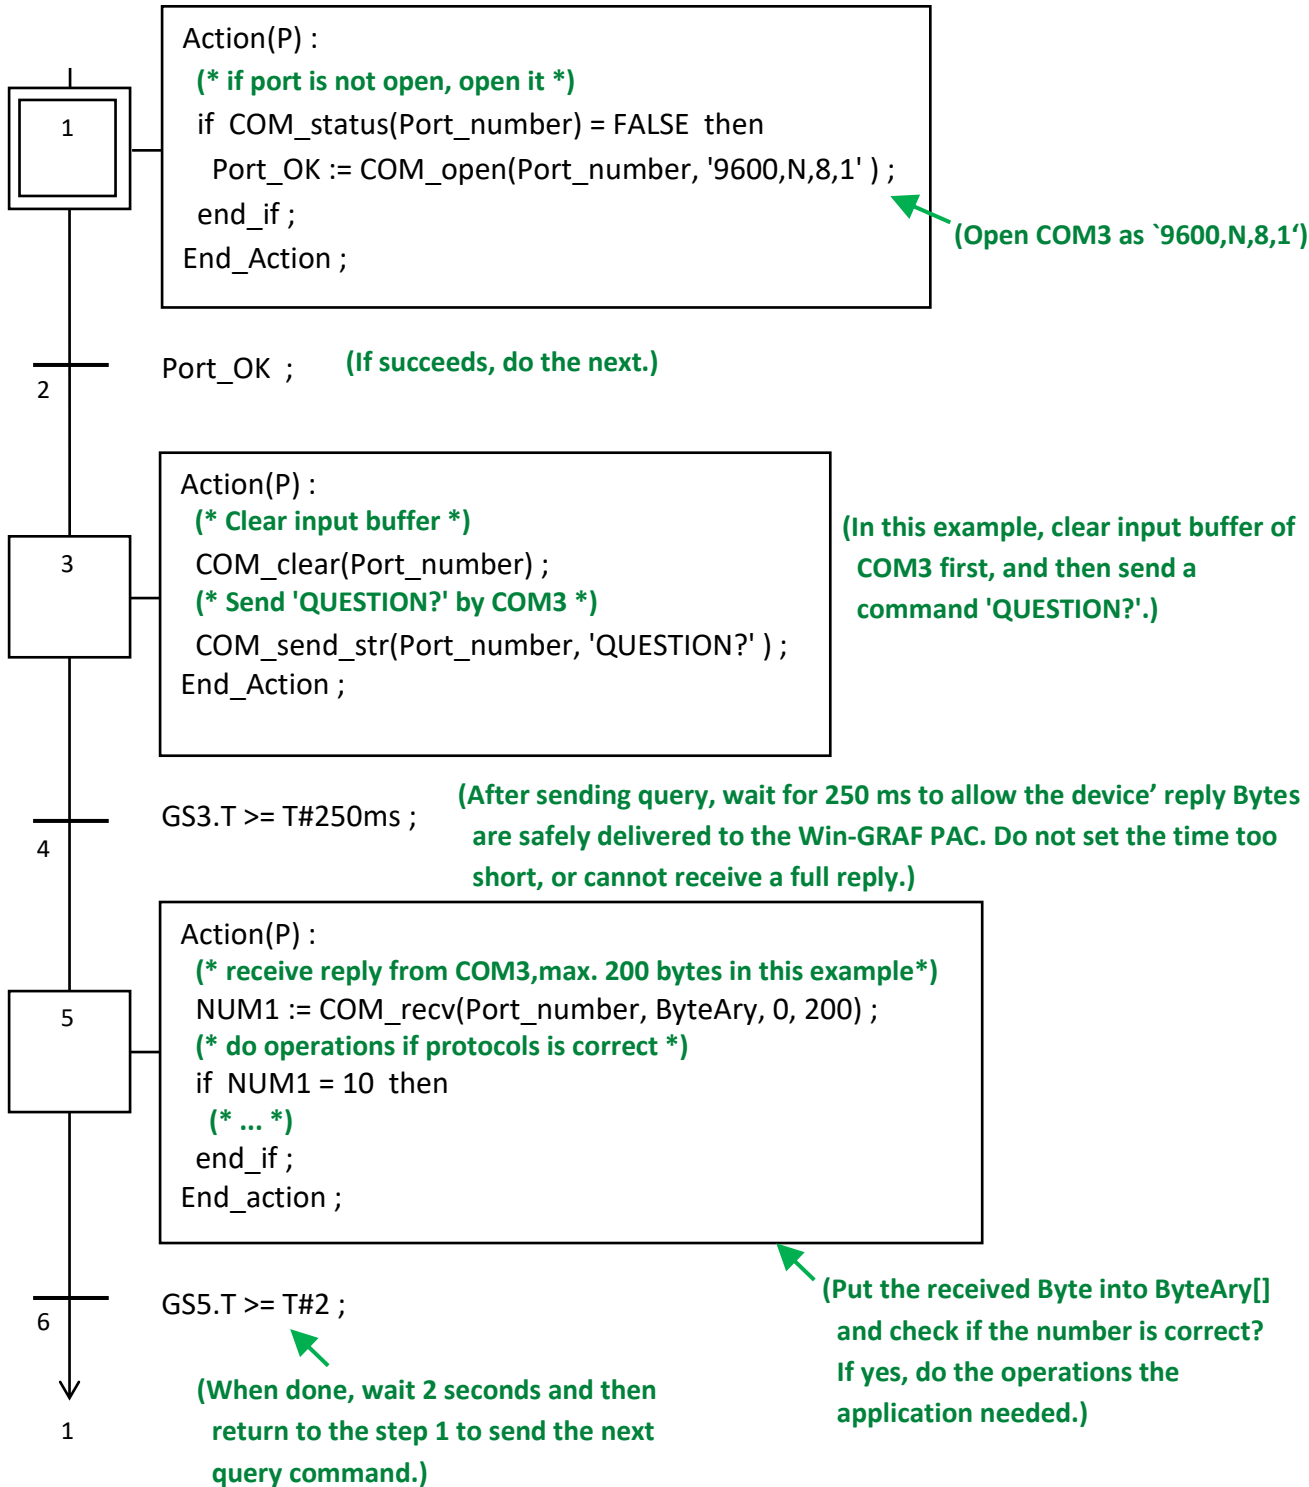 Action(P) :
(* if port is not open, open it *)
if COM_status(Port_number) = FALSE then
Port_OK := COM_open(Port_number, '9600,N,8,1' ) ;
end_if ;
End_Action ;
1
(Open COM3 as `9600,N,8,1‘)
Port_OK ;
(If succeeds, do the next.)
2
Action(P) :
(* Clear input buffer *)
COM_clear(Port_number) ;
(* Send 'QUESTION?' by COM3 *)
COM_send_str(Port_number, 'QUESTION?' ) ;
End_Action ;
3
(In this example, clear input buffer of
COM3 first, and then send a
command 'QUESTION?'.)
GS3.T >= T#250ms ;
4
(After sending query, wait for 250 ms to allow the device’ reply Bytes
are safely delivered to the Win-GRAF PAC. Do not set the time too
short, or cannot receive a full reply.)
Action(P) :
(* receive reply from COM3,max. 200 bytes in this example*)
NUM1 := COM_recv(Port_number, ByteAry, 0, 200) ;
(* do operations if protocols is correct *)
if NUM1 = 10 then
(* ... *)
end_if ;
End_action ;
5
GS5.T >= T#2 ;
6
(Put the received Byte into ByteAry[]
and check if the number is correct?
If yes, do the operations the
application needed.)
(When done, wait 2 seconds and then
return to the step 1 to send the next
query command.)
1